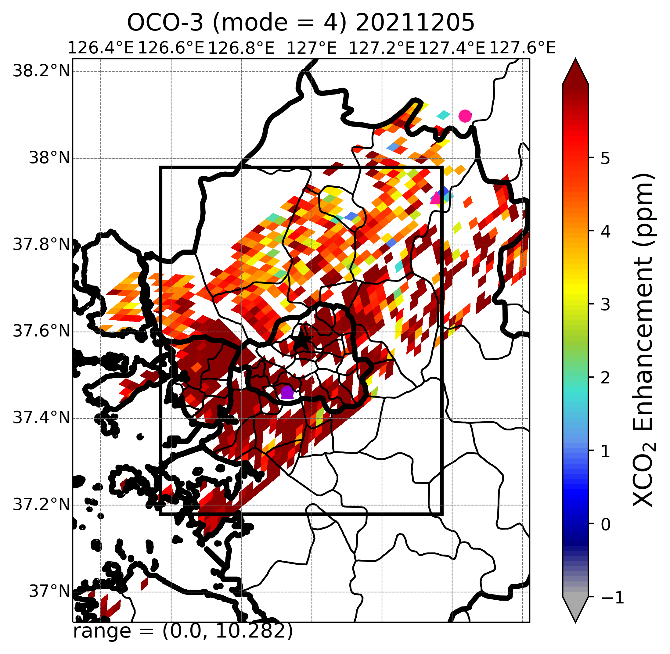 OCO-3 (mode = 4) 20211205
126.4°E 126.6°E 126.8°E 127°E 127.2°E 127.4°E 127.6°E
38.2°N
38°N
37.8°N
37.6°N
37.4°N
37.2°N
37°N
range = (0.0, 10.282)
5
4
3
2
1
0
−1
XCO₂ Enhancement (ppm)